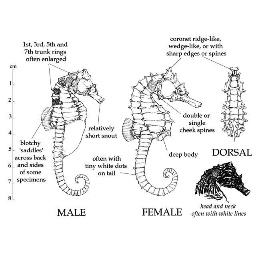 1st, 3rd, 5th and
7th trunk rings
often enlarged
coronet ridge-like,
wedge-like, or with
sharp edges or spines
cm
1
2
3
4
5
6
7
8
relatively
short snout
double or
single
cheek spines
blotchy
'saddles'
across back
and sides
of some
specimens
often with
tiny white dots
on tail
deep body
DORSAL
head and neck
often with white lines
MALE
FEMALE